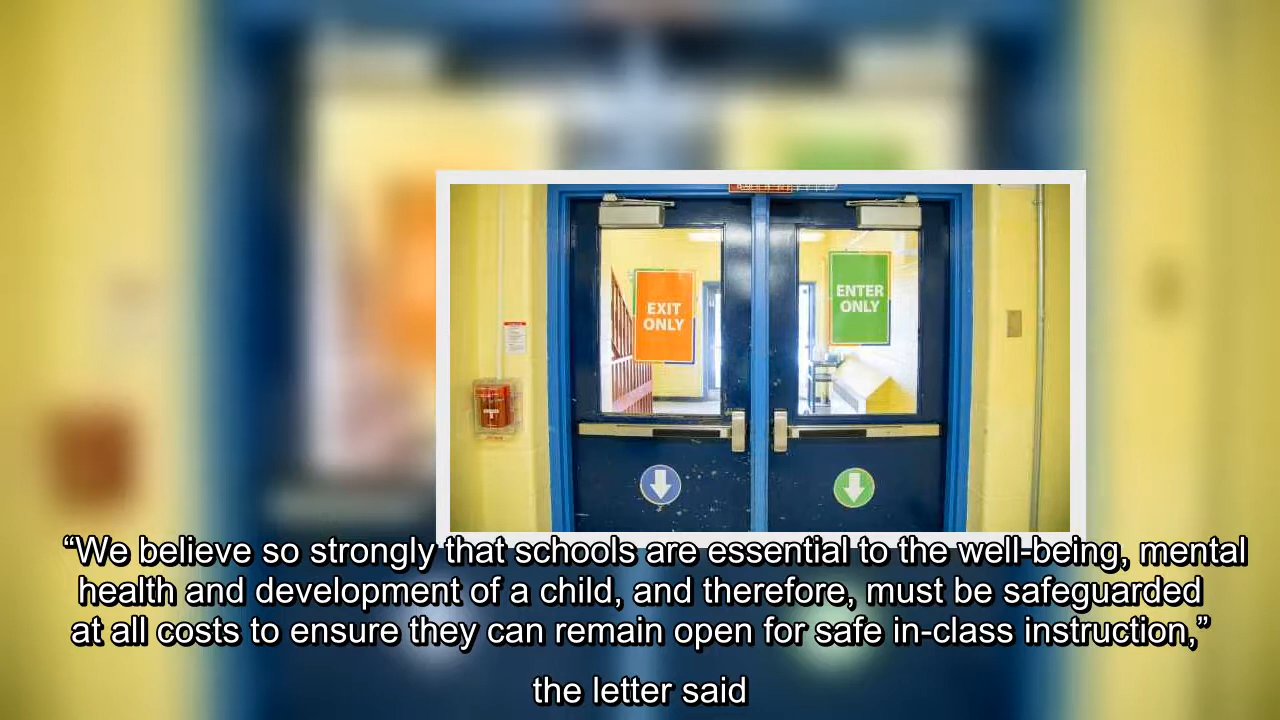 EXIT
ONLY
ENTER
ONLY
“We believe so strongly that schools are essential to the well-being, mental
health and development of a child, and therefore, must be safeguarded
at all costs to ensure they can remain open for safe in-class instruction,”
the letter said